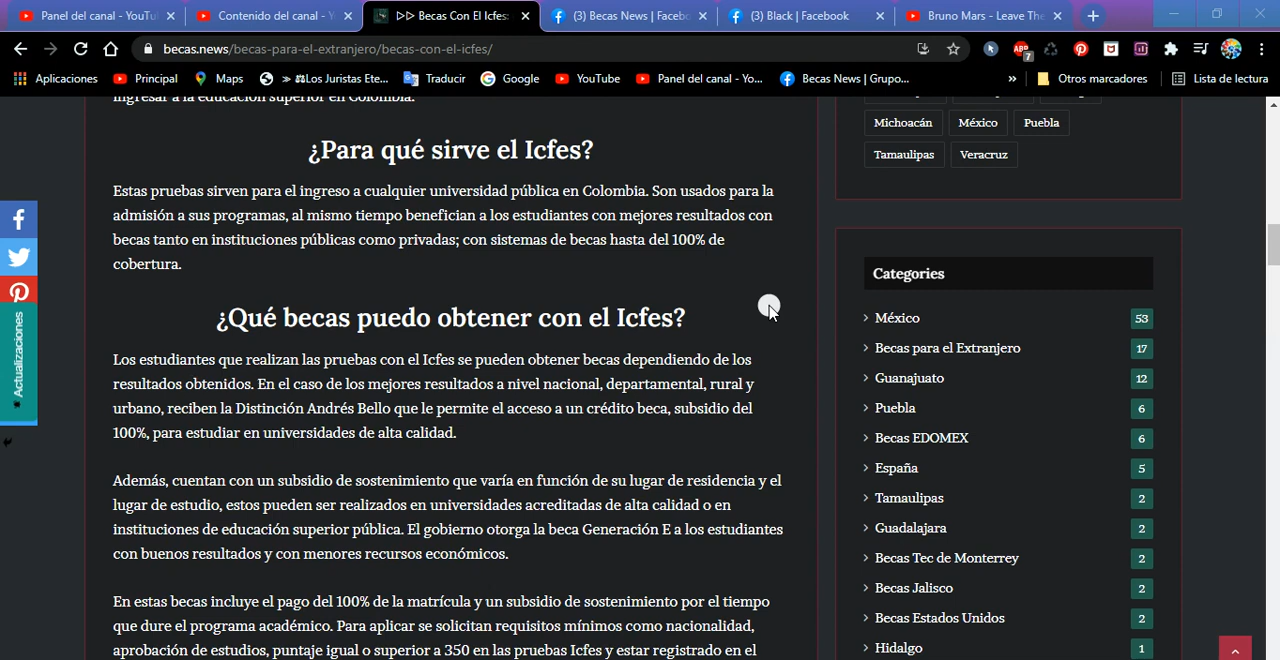 Panel del canal - YouTu
Contenido del canal - Y
▷▷ Becas Con El Icfes:
(3) Becas News | Facebo
(3) Black | Facebook
Bruno Mars - Leave The
becas.news/becas-para-el-extranjero/becas-con-el-icfes/
ABP
7
Aplicaciones
Principal
Maps
» ⚖Los Juristas Ete...
Traducir
Google
YouTube
Panel del canal - Yo...
Becas News | Grupo...
»
Otros marcadores
Lista de lectura
ingresar a la educación superior en Colombia.
¿Para qué sirve el Icfes?
Estas pruebas sirven para el ingreso a cualquier universidad pública en Colombia. Son usados para la
admisión a sus programas, al mismo tiempo benefician a los estudiantes con mejores resultados con
becas tanto en instituciones públicas como privadas; con sistemas de becas hasta del 100% de
cobertura.
¿Qué becas puedo obtener con el Icfes?
Los estudiantes que realizan las pruebas con el Icfes se pueden obtener becas dependiendo de los
resultados obtenidos. En el caso de los mejores resultados a nivel nacional, departamental, rural y
urbano, reciben la Distinción Andrés Bello que le permite el acceso a un crédito beca, subsidio del
100%, para estudiar en universidades de alta calidad.
Además, cuentan con un subsidio de sostenimiento que varía en función de su lugar de residencia y el
lugar de estudio, estos pueden ser realizados en universidades acreditadas de alta calidad o en
instituciones de educación superior pública. El gobierno otorga la beca Generación E a los estudiantes
con buenos resultados y con menores recursos económicos.
En estas becas incluye el pago del 100% de la matrícula y un subsidio de sostenimiento por el tiempo
que dure el programa académico. Para aplicar se solicitan requisitos mínimos como nacionalidad,
aprobación de estudios, puntaje igual o superior a 350 en las pruebas Icfes y estar registrado en el
Actualizaciones
Michoacán
México
Puebla
Tamaulipas
Veracruz
Categories
México 53
Becas para el Extranjero 17
Guanajuato 12
Puebla 6
Becas EDOMEX 6
España 5
Tamaulipas 2
Guadalajara 2
Becas Tec de Monterrey 2
Becas Jalisco 2
Becas Estados Unidos 2
Hidalgo 1